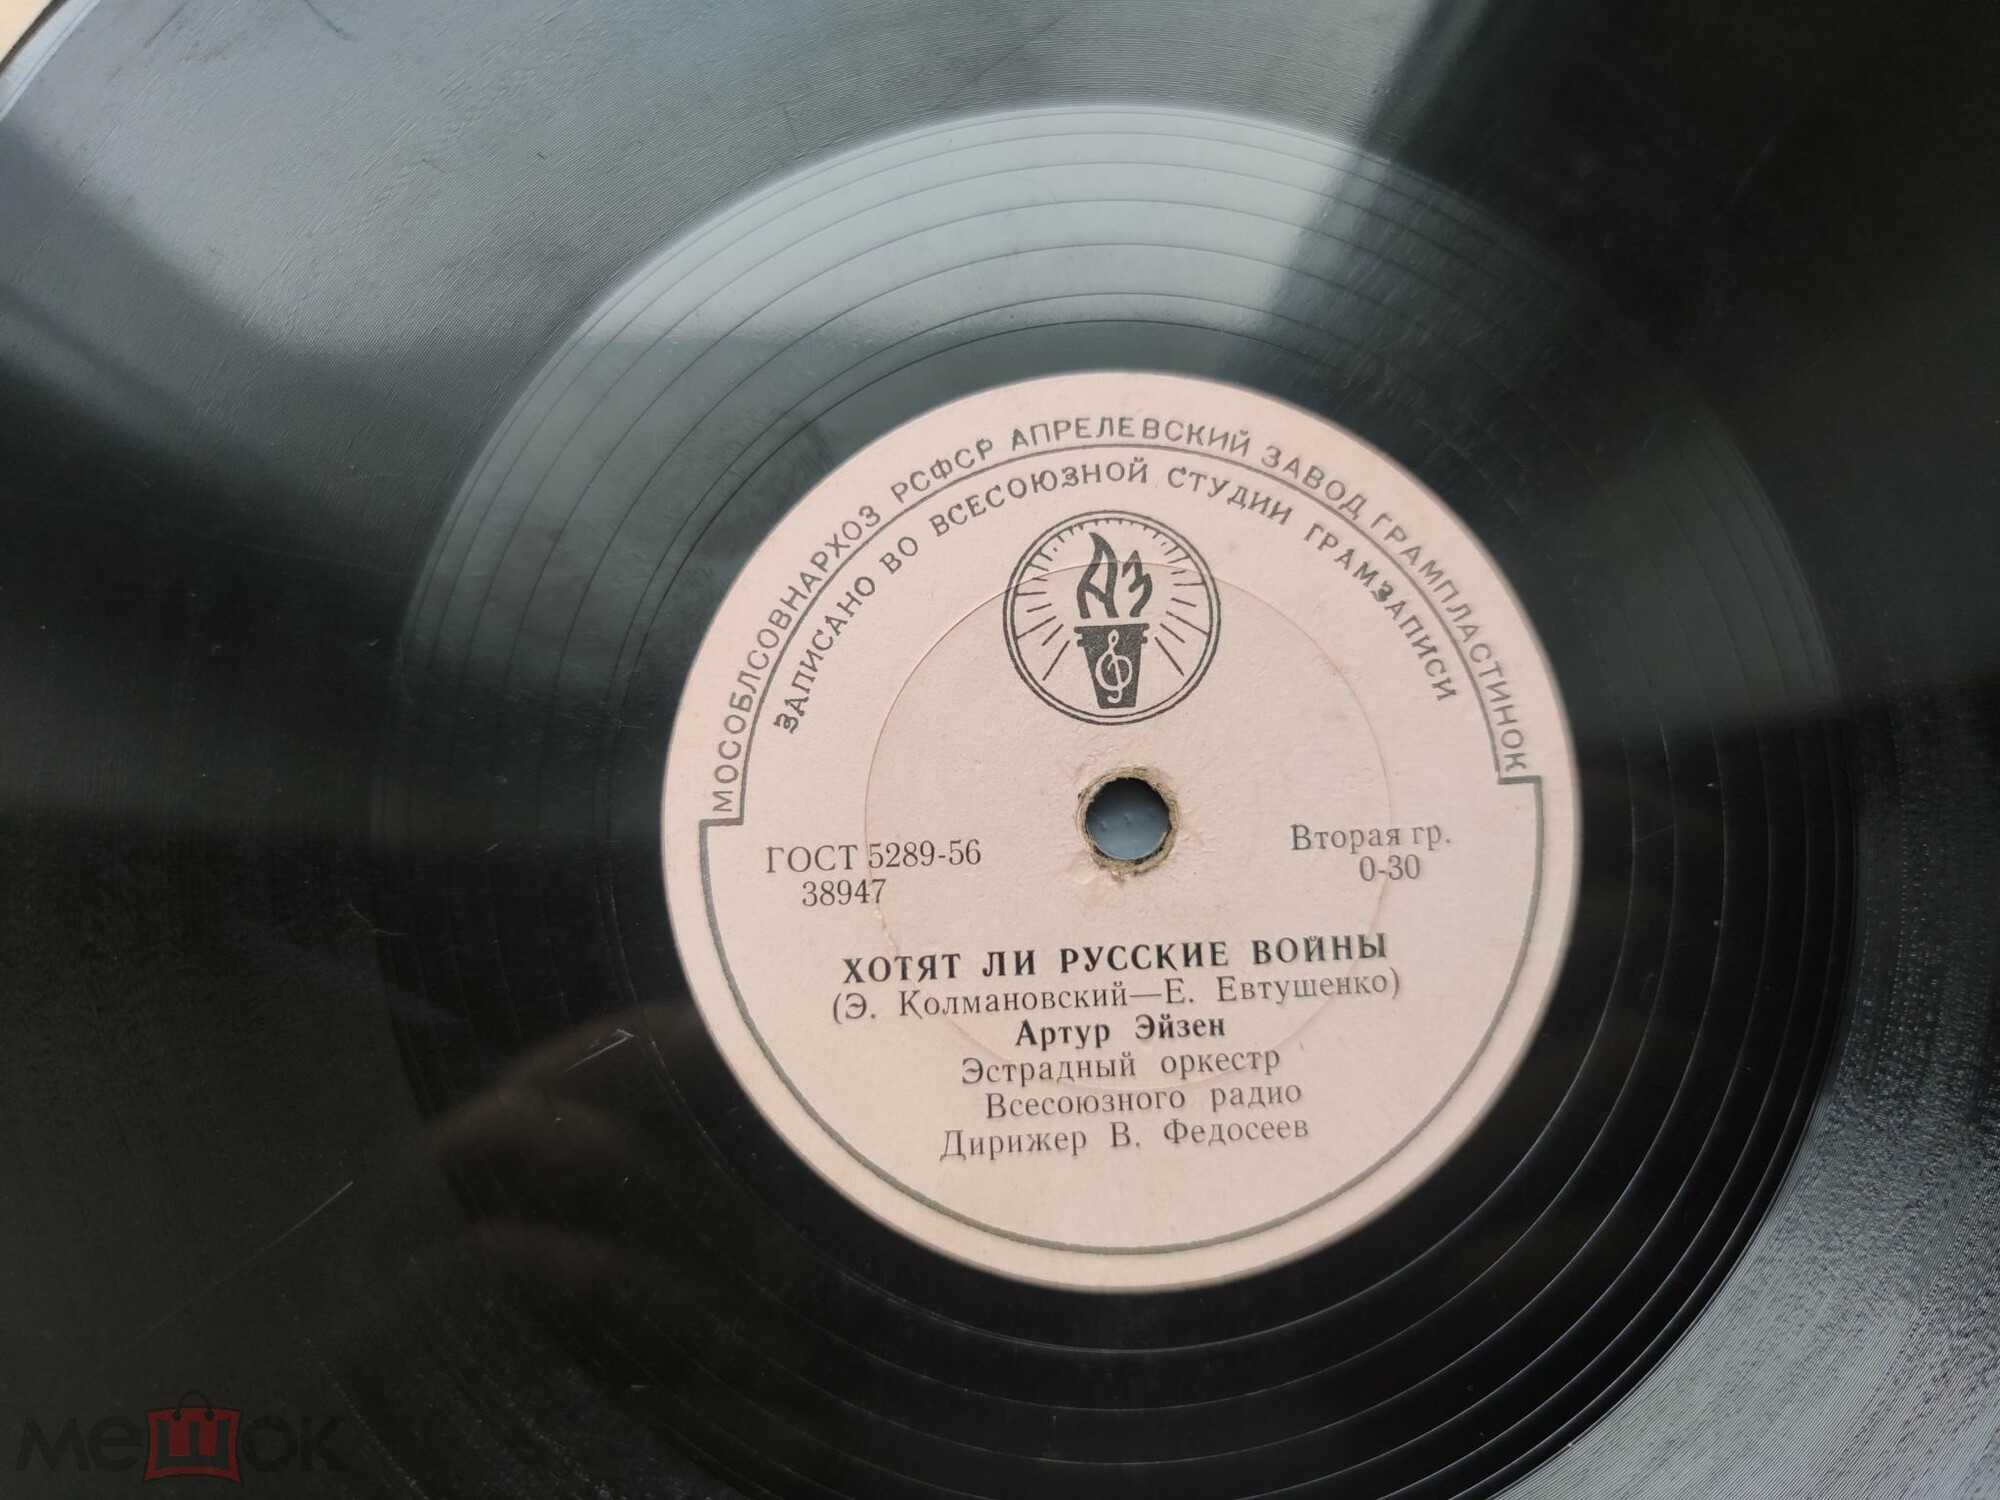 МОСОБЛСОВНАРХОЗ РСФСР АПРЕЛЕВСКИЙ ЗАВОД ГРАМПЛАСТИНОК
ЗАПИСАНО ВО ВСЕСОЮЗНОЙ СТУДИИ ГРАМЗАПИСИ
АЗ
ГОСТ 5289-56
38947
Вторая гр.
0-30
ХОТЯТ ЛИ РУССКИЕ ВОЙНЫ
(Э. Колмановский—Е. Евтушенко)
Артур Эйзен
Эстрадный оркестр
Всесоюзного радио
Дирижер В. Федосеев
мешок